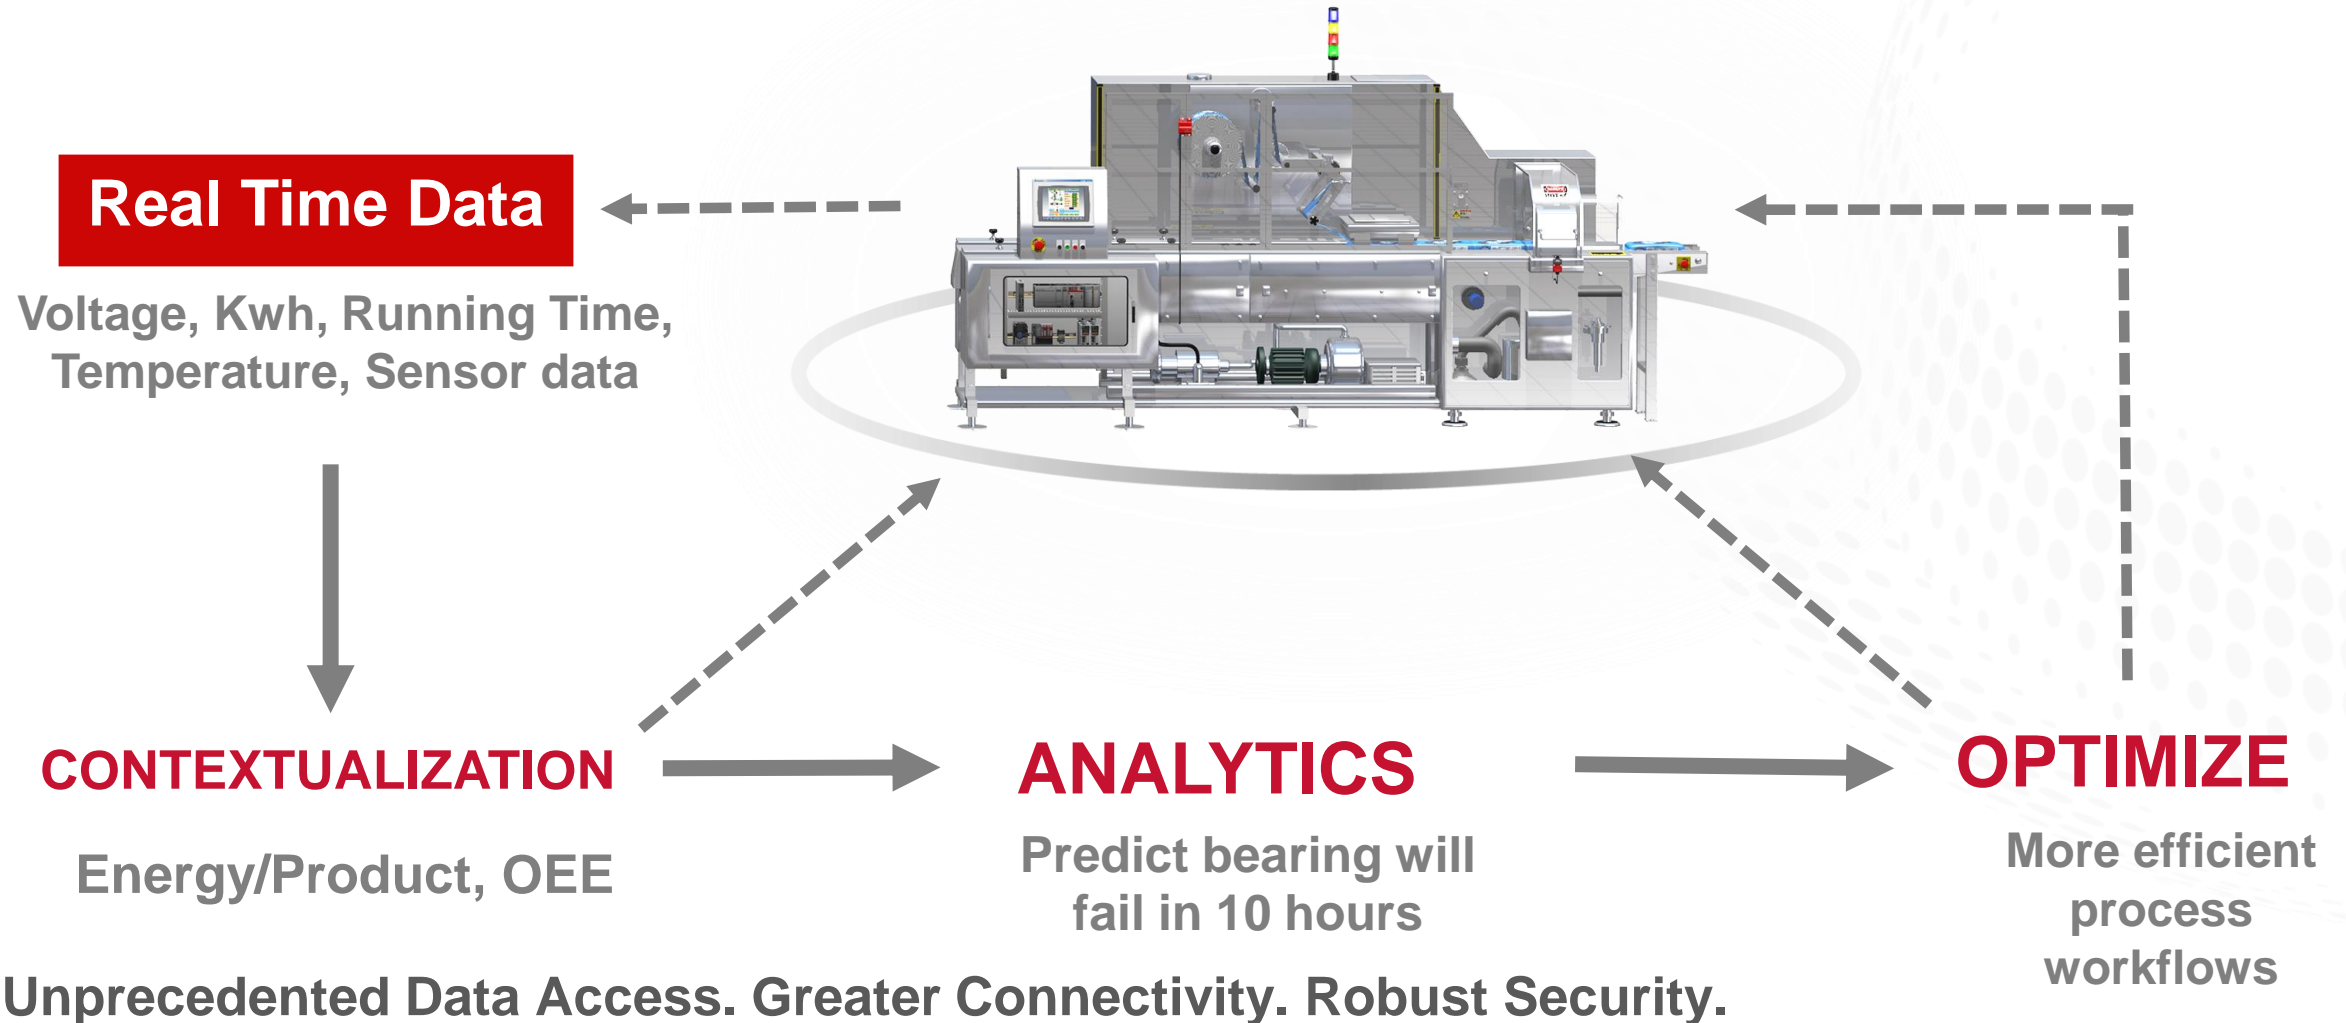 Real Time Data
Voltage, Kwh, Running Time,
Temperature, Sensor data
CONTEXTUALIZATION
Energy/Product, OEE
ANALYTICS
Predict bearing will
fail in 10 hours
OPTIMIZE
More efficient
process
workflows
Unprecedented Data Access. Greater Connectivity. Robust Security.